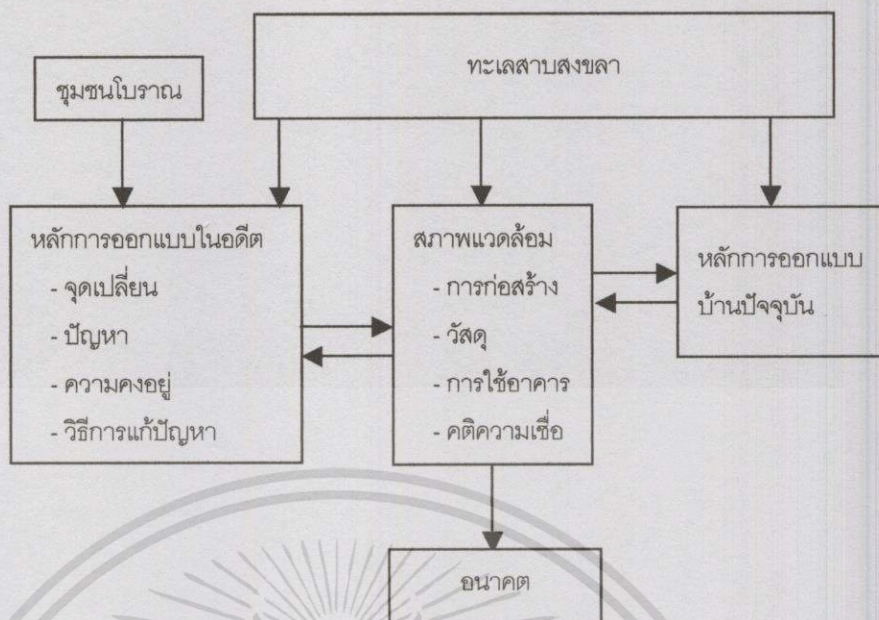 ทะเลสาบสงขลา
ชุมชนโบราณ
หลักการออกแบบในอดีต
- จุดเปลี่ยน
- ปัญหา
- ความคงอยู่
- วิธีการแก้ปัญหา
สภาพแวดล้อม
- การก่อสร้าง
- วัสดุ
- การใช้อาคาร
- คติความเชื่อ
หลักการออกแบบ
บ้านปัจจุบัน
อนาคต